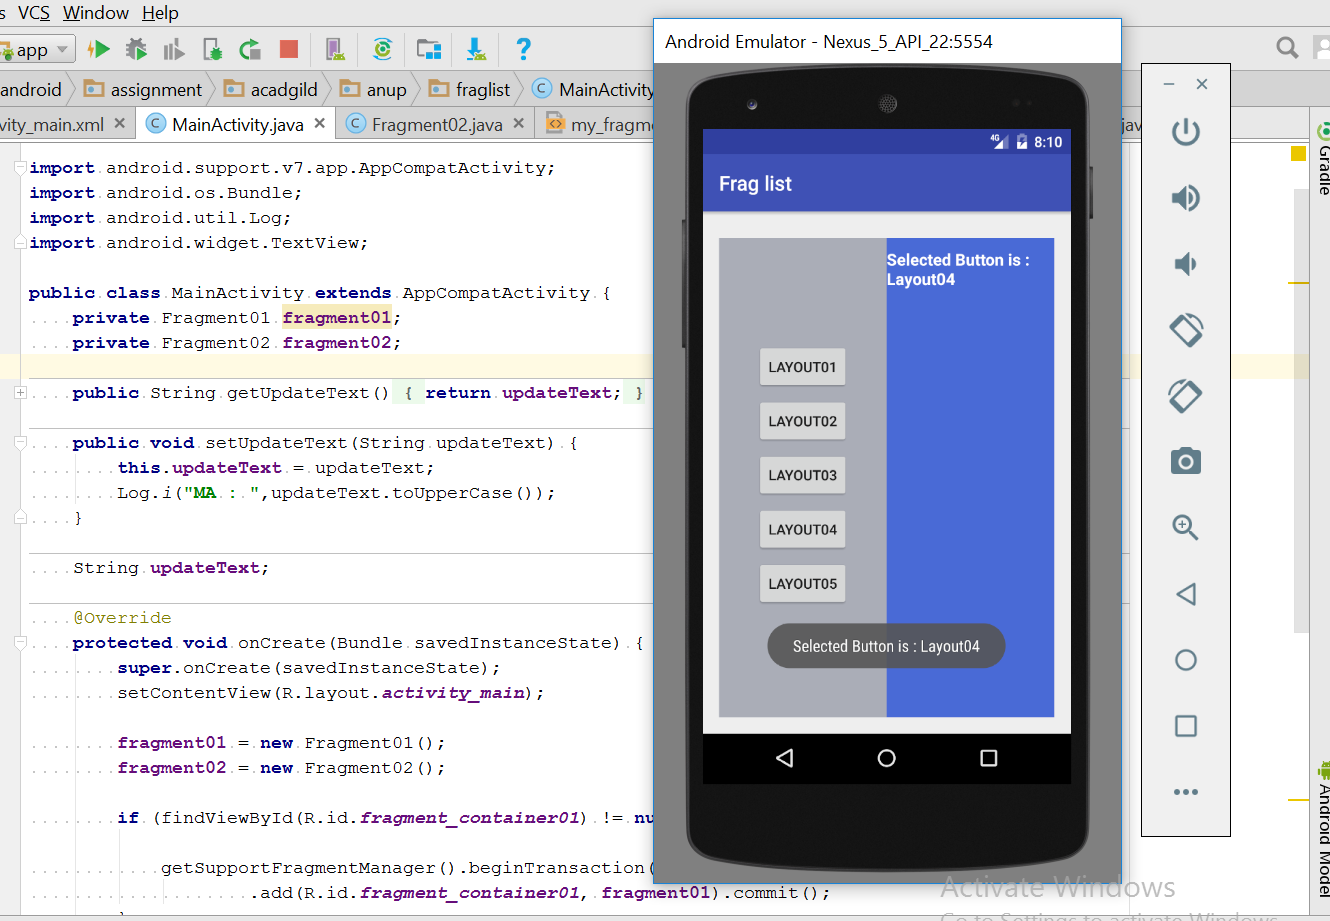 s VCS Window Help
app
android assignment acadgild anup fraglist MainActivity
vity_main.xml MainActivity.java Fragment02.java my_fragme jav
import android.support.v7.app.AppCompatActivity;
import android.os.Bundle;
import android.util.Log;
import android.widget.TextView;
public class MainActivity extends AppCompatActivity {
private Fragment01 fragment01;
private Fragment02 fragment02;
public String getUpdateText() { return updateText; }
public void setUpdateText(String updateText) {
this.updateText = updateText;
Log.i("MA : ",updateText.toUpperCase());
}
String updateText;
@Override
protected void onCreate(Bundle savedInstanceState) {
super.onCreate(savedInstanceState);
setContentView(R.layout.activity_main);
fragment01 = new Fragment01();
fragment02 = new Fragment02();
if (findViewById(R.id.fragment_container01) != nu
getSupportFragmentManager().beginTransaction(
.add(R.id.fragment_container01, fragment01).commit();
Android Emulator - Nexus_5_API_22:5554
4G 8:10
Frag list
Selected Button is :
Layout04
LAYOUT01
LAYOUT02
LAYOUT03
LAYOUT04
LAYOUT05
Selected Button is : Layout04
Gradle
Android Model
Activate Windows
Go to Settings to activate Windows.